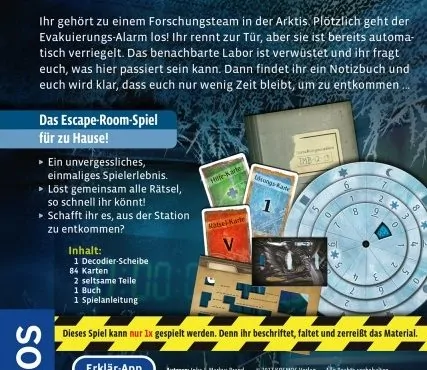 Ihr gehört zu einem Forschungsteam in der Arktis. Plötzlich geht der
Evakuierungs-Alarm los! Ihr rennt zur Tür, aber sie ist bereits automa-
tisch verriegelt. Das benachbarte Labor ist verwüstet und ihr fragt
euch, was hier passiert sein kann. Dann findet ihr ein Notizbuch und
euch wird klar, dass euch nur wenig Zeit bleibt, um zu entkommen ...
Das Escape-Room-Spiel
für zu Hause!
▸ Ein unvergessliches,
einmaliges Spielerlebnis.
▸ Löst gemeinsam alle Rätsel,
so schnell ihr könnt!
▸ Schafft ihr es, aus der Station
zu entkommen?
Inhalt:
1 Decodier-Scheibe
84 Karten
2 seltsame Teile
1 Buch
1 Spielanleitung
Hilfe-Karte
Lösungs-Karte
1
Rätsel-Karte
V
Dieses Spiel kann nur 1x gespielt werden. Denn ihr beschriftet, faltet und zerreißt das Material.
OS
Erklär-App